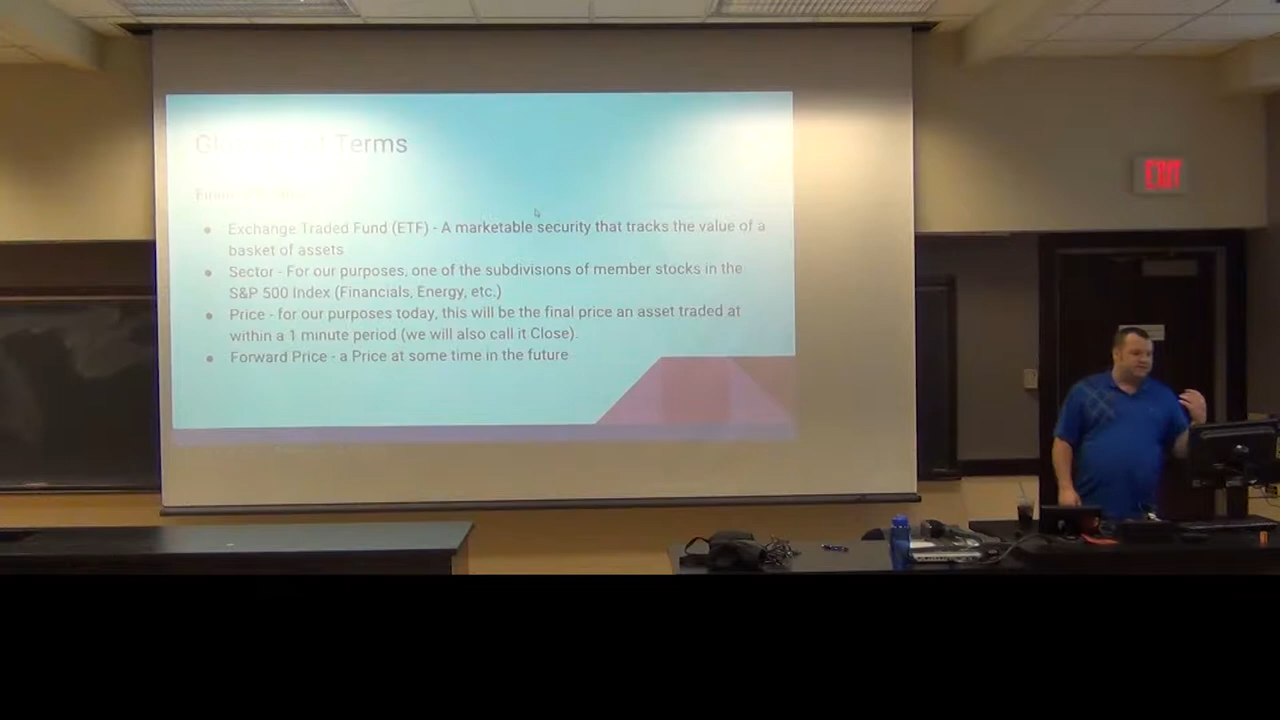 Terms
Exchange Traded Fund (ETF) - A marketable security that tracks the value of a
basket of assets
Sector - For our purposes, one of the subdivisions of member stocks in the
S&P 500 Index (Financials, Energy, etc.)
Price - for our purposes today, this will be the final price an asset traded at
within a 1 minute period (we will also call it Close).
Forward Price - a Price at some time in the future
EXIT